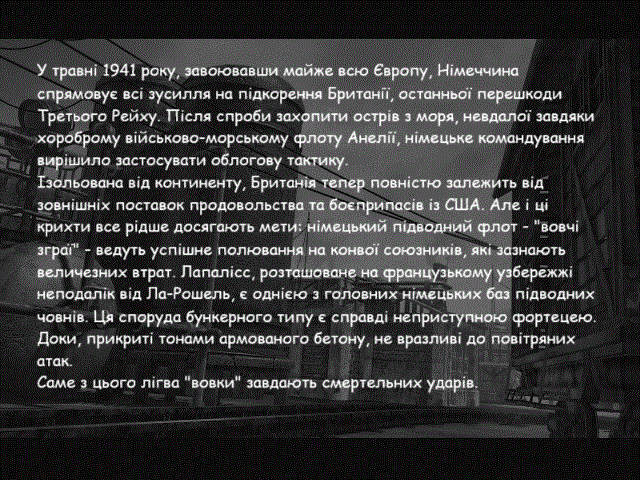 У травні 1941 року, завоювавши майже всю Європу, Німеччина
спрямовує всі зусилля на підкорення Британії, останньої перешкоди
Третього Рейху. Після спроби захопити острів з моря, невдалої завдяки
хороброму військово-морському флоту Анелії, німецьке командування
вирішило застосувати облогову тактику.
Ізольована від континенту, Британія тепер повністю залежить від
зовнішніх поставок продовольства та боєприпасів із США. Але і ці
крихти все рідше досягають мети: німецький підводний флот - "вовчі
зграї" - ведуть успішне полювання на конвої союзників, які зазнають
величезних втрат. Лапалісс, розташоване на французькому узбережжі
неподалік від Ла-Рошель, є однією з головних німецьких баз підводних
човнів. Ця споруда бункерного типу є справді неприступною фортецею.
Доки, прикриті тонами армованого бетону, не вразливі до повітряних
атак.
Саме з цього лігва "вовки" завдають смертельних ударів.